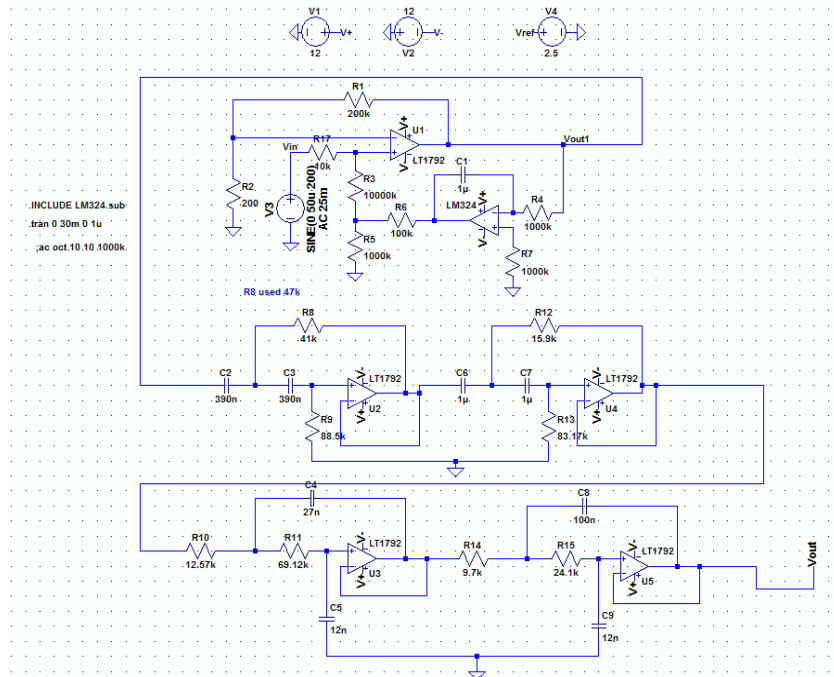 V1
V+
12
12
V-
V2
V4
Vref
2.5
R1
200k
V+
U1
LT1792
V-
Vin
R17
40k
Vout1
R2
200
V3
SINE(0 50u 200)
AC 25m
R3
10000k
C1
1µ
V+
LM324
V-
R4
1000k
R6
100k
R5
1000k
R7
1000k
.INCLUDE LM324.sub
.tran 0 30m 0 1u
;ac oct 10 10 1000k
R8 used 47k
R8
41k
R12
15.9k
C2
390n
C3
390n
V-
LT1792
V+
U2
R9
88.5k
C6
1µ
C7
1µ
V-
LT1792
V+
U4
R13
83.17k
C4
27n
C8
100n
R10
12.57k
R11
69.12k
V-
LT1792
V+
U3
R14
9.7k
R15
24.1k
V-
LT1792
V+
U5
Vout
C5
12n
C9
12n